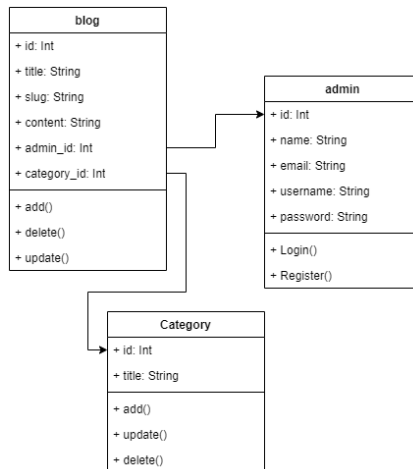 blog
+ id: Int
+ title: String
+ slug: String
+ content: String
+ admin_id: Int
+ category_id: Int
+ add()
+ delete()
+ update()
admin
+ id: Int
+ name: String
+ email: String
+ username: String
+ password: String
+ Login()
+ Register()
Category
+ id: Int
+ title: String
+ add()
+ update()
+ delete()